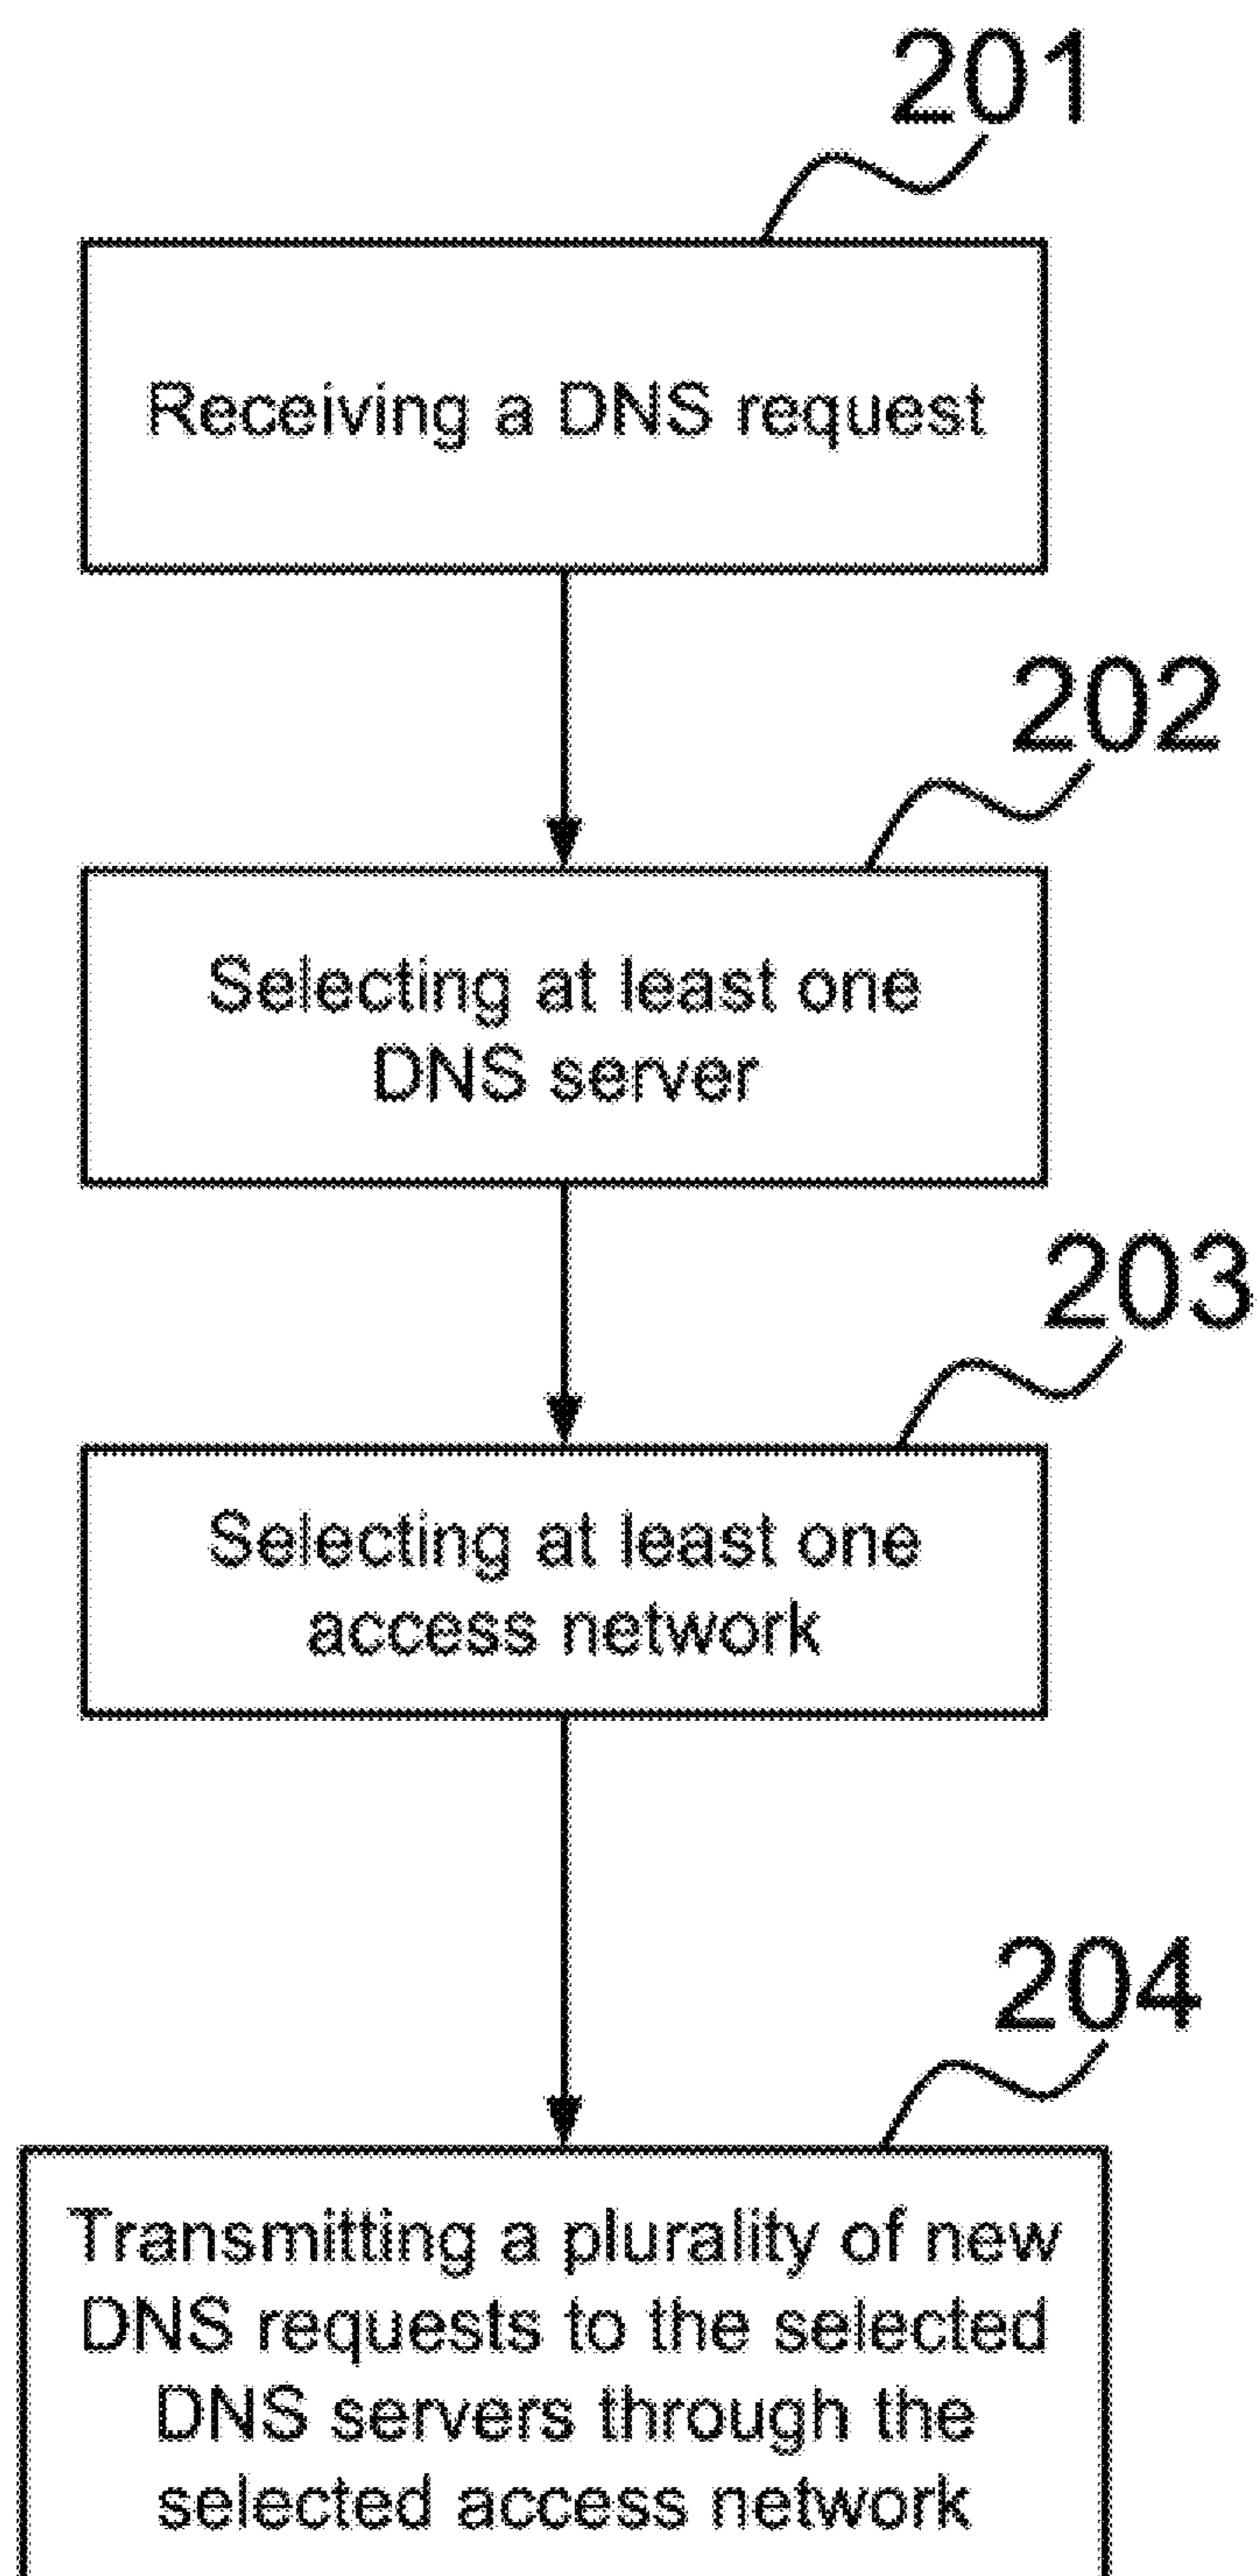 201
Receiving a DNS request
202
Selecting at least one
DNS server
203
Selecting at least one
access network
204
Transmitting a plurality of new
DNS requests to the selected
DNS servers through the
selected access network